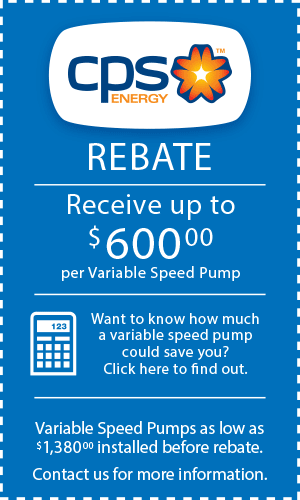 cps
™
ENERGY
REBATE
Receive up to
$600.00
per Variable Speed Pump
123
Want to know how much
a variable speed pump
could save you?
Click here to find out.
Variable Speed Pumps as low as
$1,380.00 installed before rebate.
Contact us for more information.